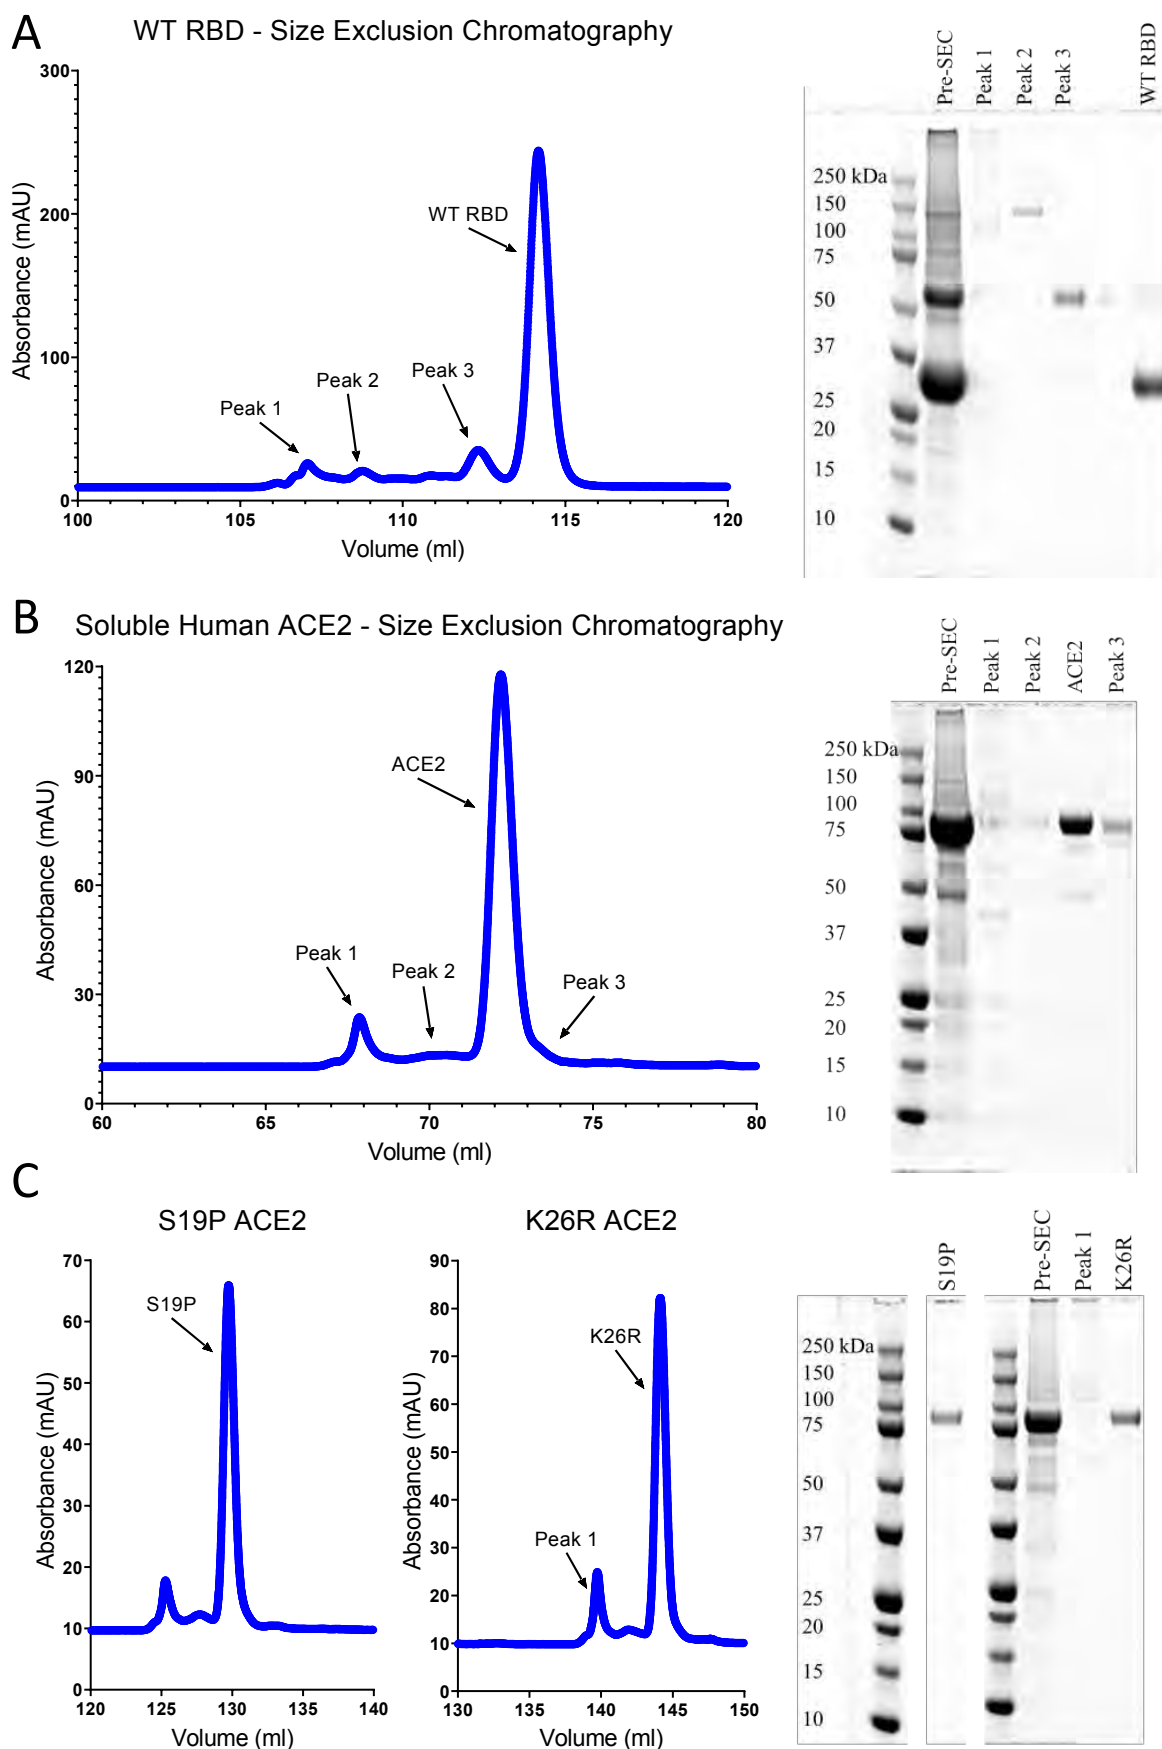 A
WT RBD - Size Exclusion Chromatography
300
200
100
0
Absorbance (mAU)
WT RBD
Peak 1
Peak 2
Peak 3
100
105
110
115
120
Volume (ml)
Pre-SEC
Peak 1
Peak 2
Peak 3
WT RBD
250 kDa
150
100
75
50
37
25
20
15
10
B
Soluble Human ACE2 - Size Exclusion Chromatography
120
90
60
30
0
Absorbance (mAU)
ACE2
Peak 1
Peak 2
Peak 3
60
65
70
75
80
Volume (ml)
Pre-SEC
Peak 1
Peak 2
ACE2
Peak 3
250 kDa
150
100
75
50
37
25
20
15
10
C
S19P ACE2
70
60
50
40
30
20
10
0
Absorbance (mAU)
S19P
120
125
130
135
140
Volume (ml)
K26R ACE2
90
80
70
60
50
40
30
20
10
0
Absorbance (mAU)
K26R
Peak 1
130
135
140
145
150
Volume (ml)
S19P
Pre-SEC
Peak 1
K26R
250 kDa
150
100
75
50
37
25
20
15
10